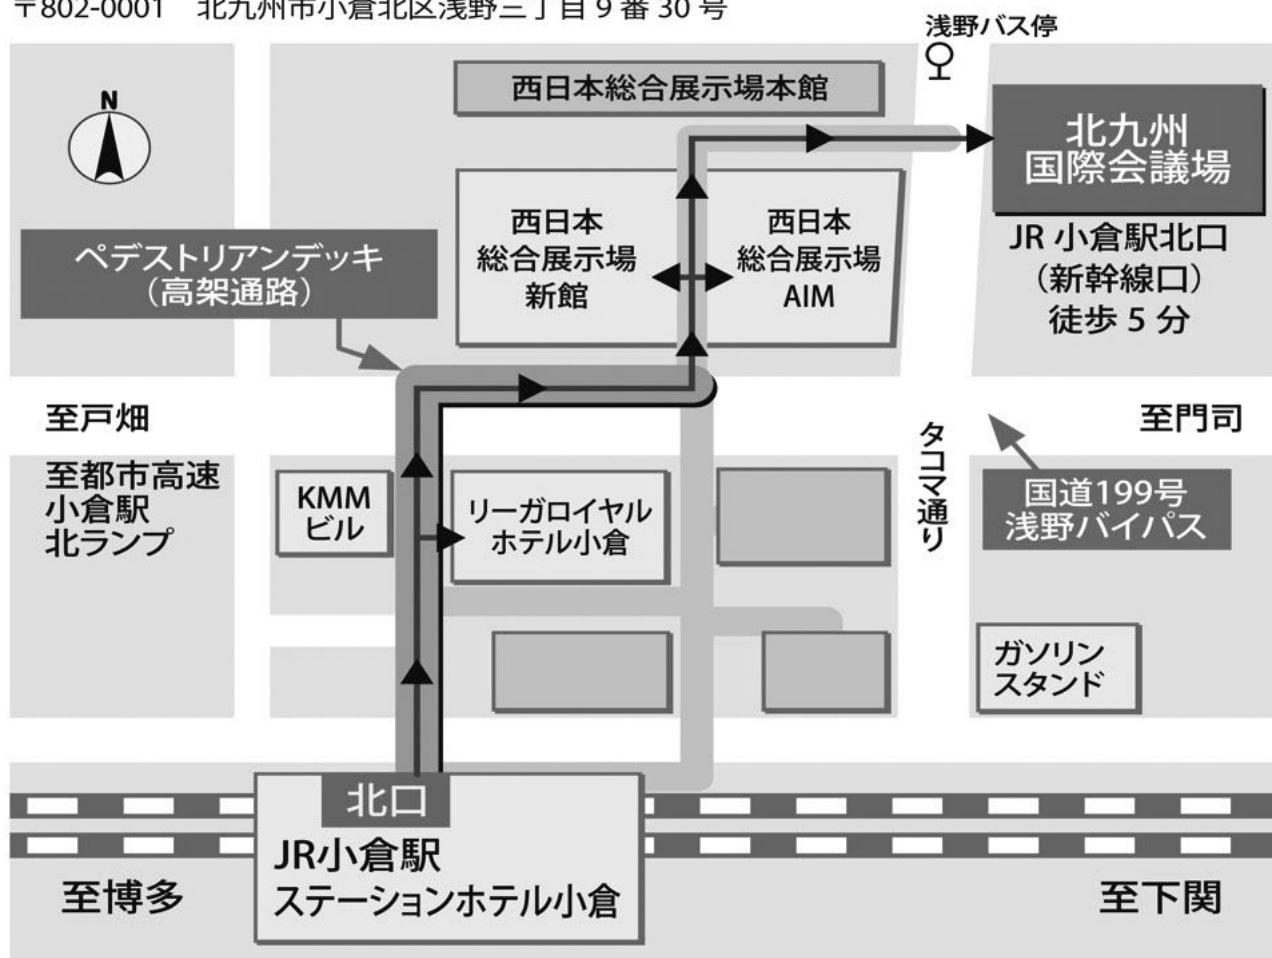 〒802-0001　北九州市小倉北区浅野三丁目9番30号
浅野バス停
西日本総合展示場本館
N
北九州
国際会議場
JR 小倉駅北口
（新幹線口）
徒歩 5 分
ペデストリアンデッキ
（高架通路）
西日本
総合展示場
新館
西日本
総合展示場
AIM
至戸畑
至都市高速
小倉駅
北ランプ
KMM
ビル
リーガロイヤル
ホテル小倉
タコマ通り
至門司
国道199号
浅野バイパス
ガソリン
スタンド
北口
JR小倉駅
ステーションホテル小倉
至博多
至下関